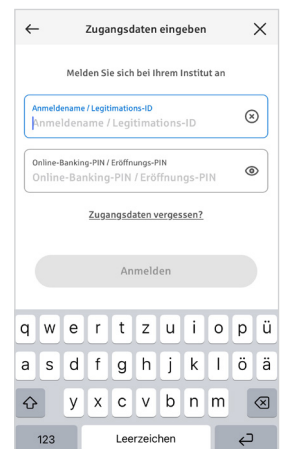 Zugangsdaten eingeben
Melden Sie sich bei Ihrem Institut an
Anmeldename / Legitimations-ID
Anmeldename / Legitimations-ID
Online-Banking-PIN / Eröffnungs-PIN
Online-Banking-PIN / Eröffnungs-PIN
Zugangsdaten vergessen?
Anmelden
q w e r t z u i o p ü
a s d f g h j k l ö ä
y x c v b n m
123 Leerzeichen